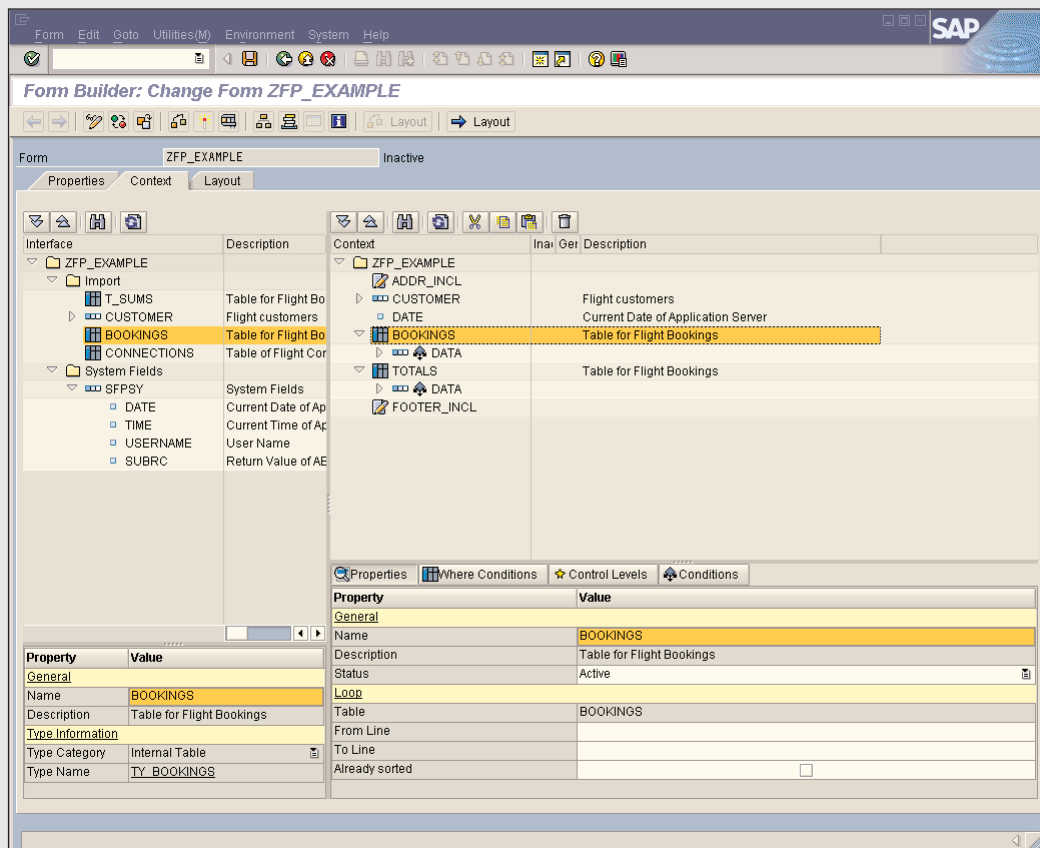 Form Edit Goto Utilities(M) Environment System Help
SAP
Form Builder: Change Form ZFP_EXAMPLE
Layout Layout
Form ZFP_EXAMPLE Inactive
Properties Context Layout
Interface Description
ZFP_EXAMPLE
Import
T_SUMS Table for Flight Bo
CUSTOMER Flight customers
BOOKINGS Table for Flight Bo
CONNECTIONS Table of Flight Con
System Fields
SFPSY System Fields
DATE Current Date of Ap
TIME Current Time of Ap
USERNAME User Name
SUBRC Return Value of AE
Property Value
General
Name BOOKINGS
Description Table for Flight Bookings
Type Information
Type Category Internal Table
Type Name TY_BOOKINGS
Context Ina Ger Description
ZFP_EXAMPLE
ADDR_INCL
CUSTOMER Flight customers
DATE Current Date of Application Server
BOOKINGS Table for Flight Bookings
DATA
TOTALS Table for Flight Bookings
DATA
FOOTER_INCL
Properties Where Conditions Control Levels Conditions
Property Value
General
Name BOOKINGS
Description Table for Flight Bookings
Status Active
Loop
Table BOOKINGS
From Line
To Line
Already sorted